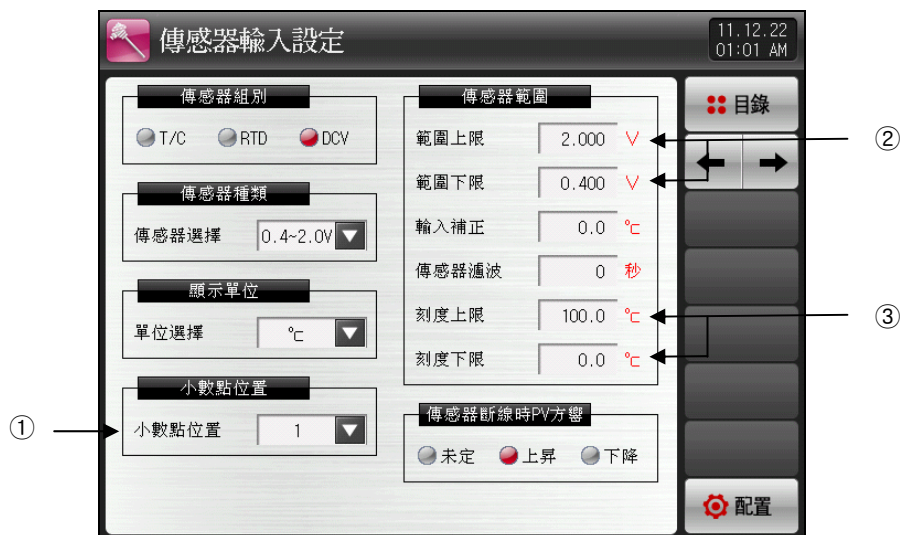 傳感器輸入設定
11.12.22
01:01 AM
傳感器組別
T/C RTD DCV
傳感器種類
傳感器選擇 0.4~2.0V
顯示單位
單位選擇 ℃
小數點位置
① 小數點位置 1
傳感器範圍
範圍上限 2.000 V
範圍下限 0.400 V
②
輸入補正 0.0 ℃
傳感器濾波 0 秒
刻度上限 100.0 ℃
刻度下限 0.0 ℃
③
傳感器斷線時PV方響
未定 上昇 下降
目錄
配置